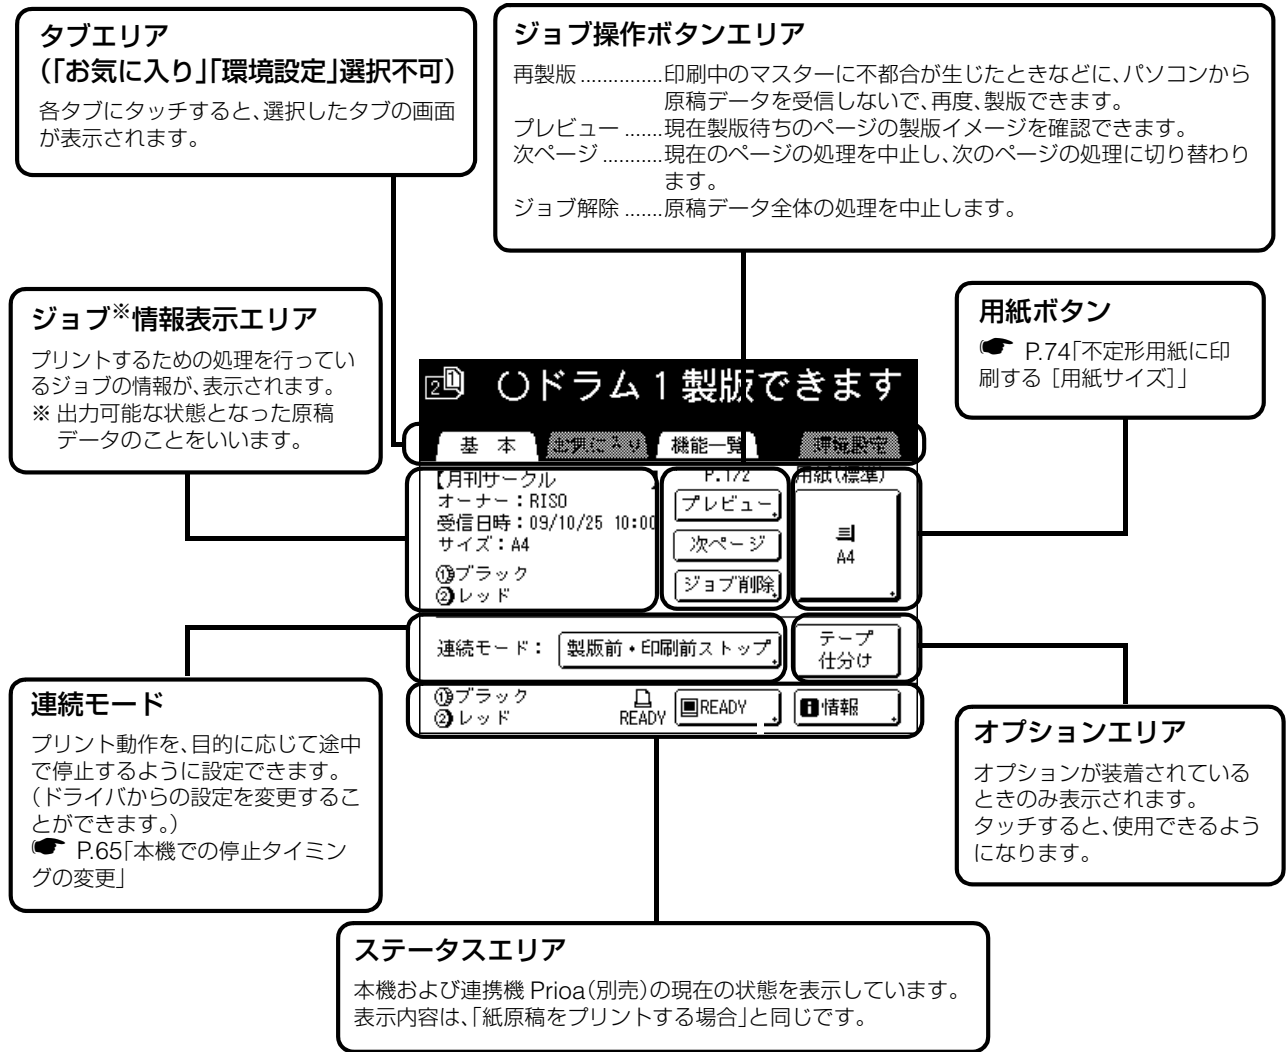 タブエリア
（「お気に入り」「環境設定」選択不可）
各タブにタッチすると、選択したタブの画面
が表示されます。
ジョブ操作ボタンエリア
再製版 ...............印刷中のマスターに不都合が生じたときなどに、パソコンから
原稿データを受信しないで、再度、製版できます。
プレビュー .......現在製版待ちのページの製版イメージを確認できます。
次ページ ...........現在のページの処理を中止し、次のページの処理に切り替わり
ます。
ジョブ解除 .......原稿データ全体の処理を中止します。
ジョブ※情報表示エリア
プリントするための処理を行ってい
るジョブの情報が、表示されます。
※ 出力可能な状態となった原稿
データのことをいいます。
用紙ボタン
☛ P.74「不定形用紙に印
刷する［用紙サイズ］」
2 1 ドラム1 製版できます
基 本 お気に入り 機能一覧 環境設定
【月刊サークル 】
オーナー：RISO
受信日時：09/10/25 10:00
サイズ：A4
①ブラック
②レッド
P.1/2
プレビュー
次ページ
ジョブ削除
用紙(標準)
A4
連続モード： 製版前・印刷前ストップ
テープ
仕分け
①ブラック
②レッド
READY
READY
情報
連続モード
プリント動作を、目的に応じて途中
で停止するように設定できます。
（ドライバからの設定を変更するこ
とができます。）
☛ P.65「本機での停止タイミン
グの変更」
オプションエリア
オプションが装着されている
ときのみ表示されます。
タッチすると、使用できるよう
になります。
ステータスエリア
本機および連携機 Prioa（別売）の現在の状態を表示しています。
表示内容は、「紙原稿をプリントする場合」と同じです。